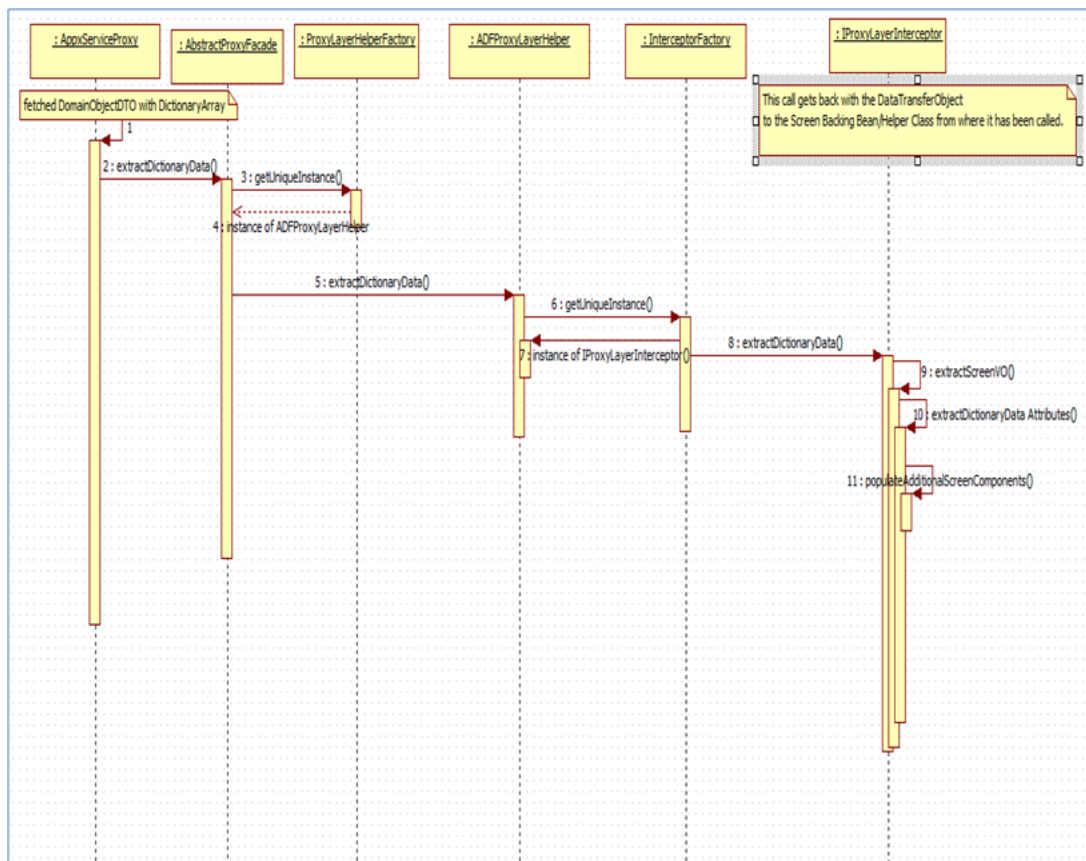 : AppxServiceProxy
: AbstractProxyFacade
: ProxyLayerHelperFactory
: ADFProxyLayerHelper
: InterceptorFactory
: IProxyLayerInterceptor
fetched DomainObjectDTO with DictionaryArray
This call gets back with the DataTransferObject
to the Screen Backing Bean/Helper Class from where it has been called.
1
2 : extractDictionaryData()
3 : getUniqueInstance()
4 : instance of ADFProxyLayerHelper
5 : extractDictionaryData()
6 : getUniqueInstance()
7 : instance of IProxyLayerInterceptor()
8 : extractDictionaryData()
9 : extractScreenVO()
10 : extractDictionaryData Attributes()
11 : populateAdditionalScreenComponents()